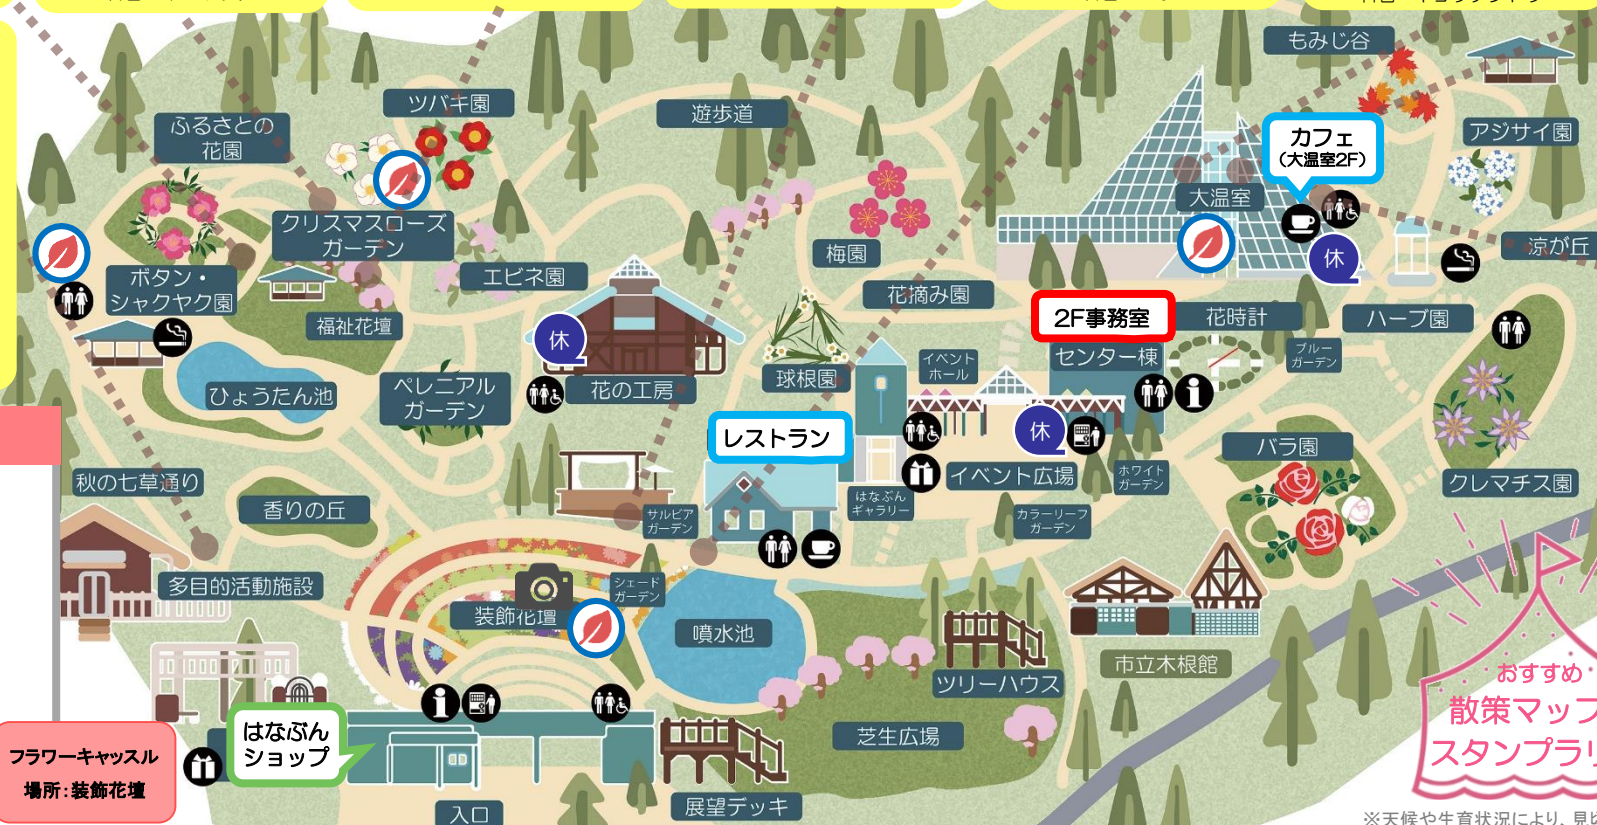 もみじ谷
ツバキ園
遊歩道
ふるさとの
花園
カフェ
(大温室2F)
アジサイ園
大温室
クリスマスローズ
ガーデン
梅園
涼が丘
休
ボタン・
シャクヤク園
エビネ園
花摘み園
福祉花壇
2F事務室
花時計
ハーブ園
休
センター棟
ブルー
ガーデン
イベント
ホール
球根園
ひょうたん池
ペレニアル
ガーデン
花の工房
レストラン
休
バラ園
秋の七草通り
イベント広場
ホワイト
ガーデン
クレマチス園
香りの丘
サルビア
ガーデン
はなぶん
ギャラリー
カラーリーフ
ガーデン
多目的活動施設
シェード
ガーデン
装飾花壇
噴水池
市立木根館
ツリーハウス
おすすめ
散策マップ
スタンプラリ
はなぶん
ショップ
芝生広場
フラワーキャッスル
場所:装飾花壇
展望デッキ
入口
※天候や生育状況により、見